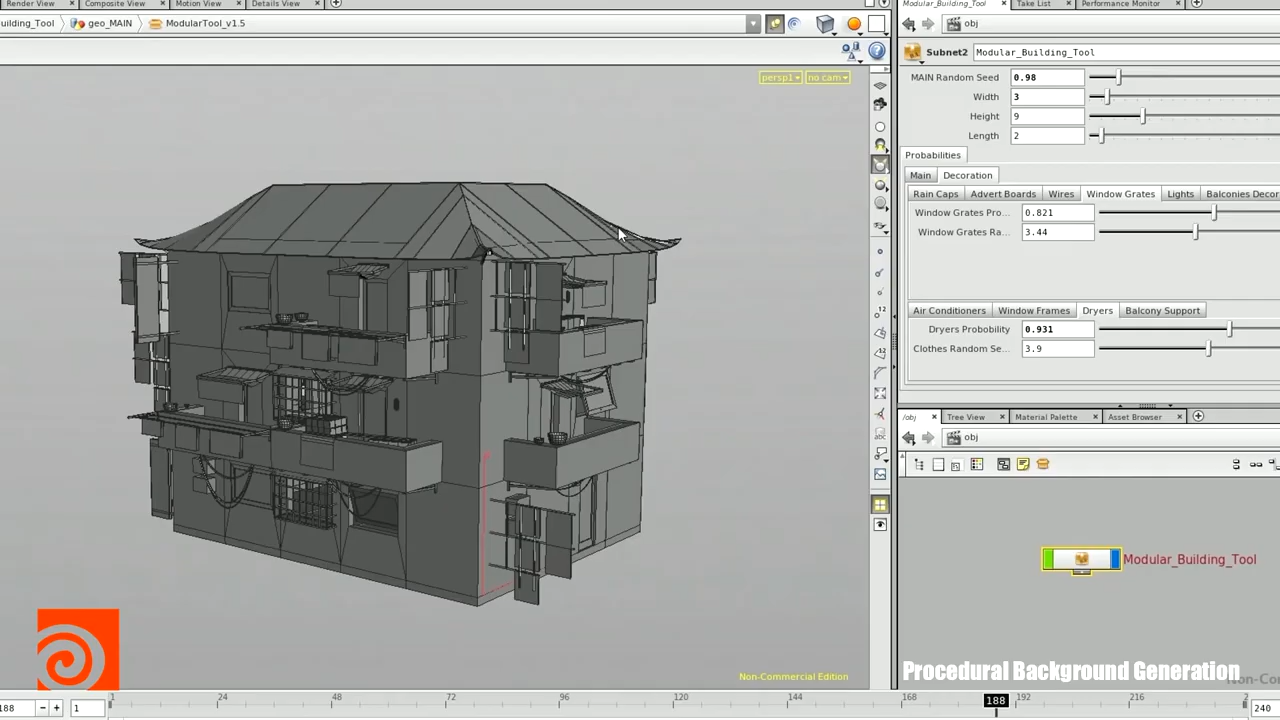 Render View Composite View Motion View Details View
Modular_Building_Tool Take List Performance Monitor
uilding_Tool geo_MAIN ModularTool_v1.5
obj
Subnet2 Modular_Building_Tool
persp1 no cam
MAIN Random Seed 0.98
Width 3
Height 9
Length 2
Probabilities
Main Decoration
Rain Caps Advert Boards Wires Window Grates Lights Balconies Decor
Window Grates Pro... 0.821
Window Grates Ra... 3.44
Air Conditioners Window Frames Dryers Balcony Support
Dryers Probobility 0.931
Clothes Random Se... 3.9
/obj Tree View Material Palette Asset Browser
obj
Modular_Building_Tool
Non-Commercial Edition
Procedural Background Generation
Non-Co
188 1
1 24 48 72 96 120 144 168 188 192 216 2
240